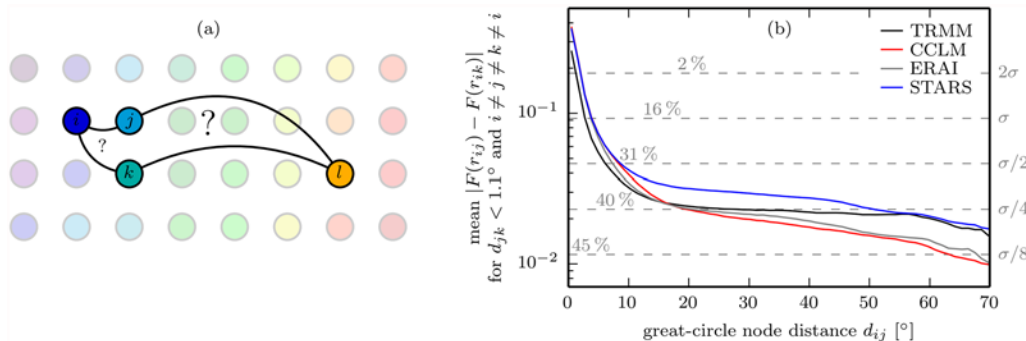 (a)
i
j
?
?
k
l
(b)
mean |F(r_ij) − F(r_ik)|
for d_jk < 1.1° and i ≠ j ≠ k ≠ i
10^−1
10^−2
TRMM
CCLM
ERAI
STARS
2 %
2σ
16 %
σ
31 %
σ/2
40 %
σ/4
45 %
σ/8
0 10 20 30 40 50 60 70
great-circle node distance d_ij [°]